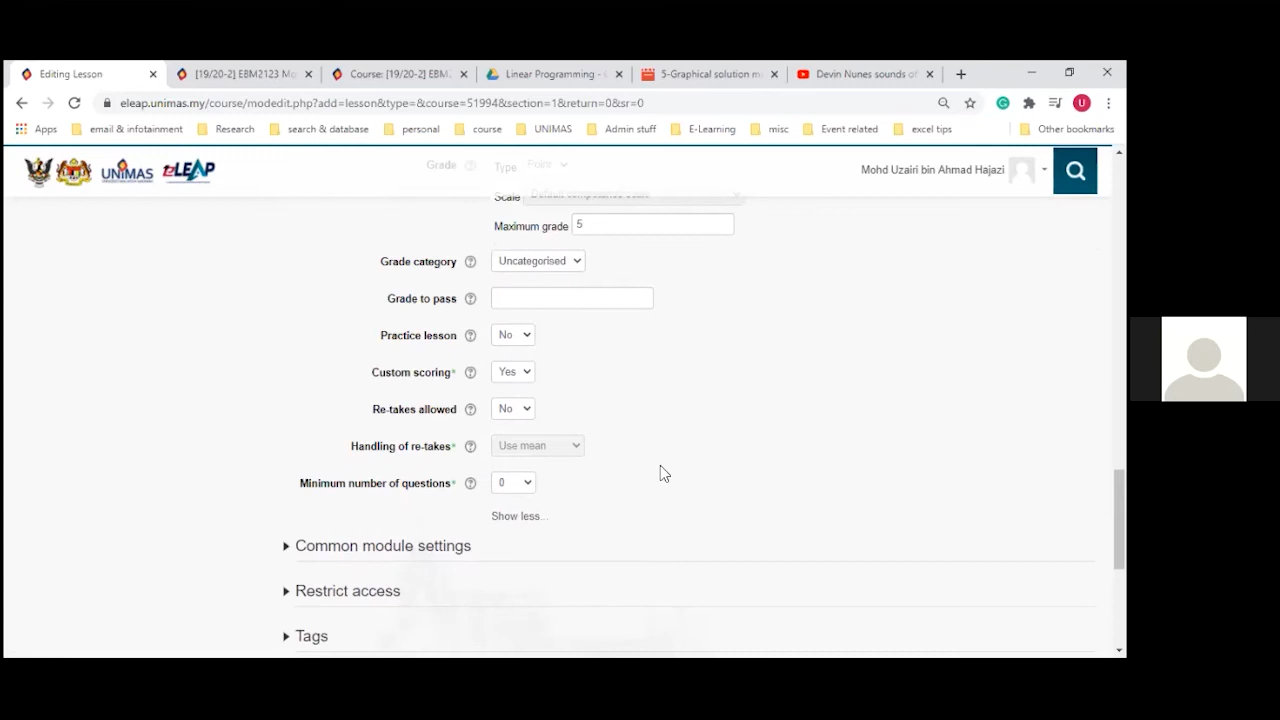 Editing Lesson
[19/20-2] EBM2123 Mo
Course: [19/20-2] EBM
Linear Programming -
5-Graphical solution m
Devin Nunes sounds of
eleap.unimas.my/course/modedit.php?add=lesson&type=&course=51994&section=1&return=0&sr=0
U
Apps
email & infotainment
Research
search & database
personal
course
UNIMAS
Admin stuff
E-Learning
misc
Event related
excel tips
Other bookmarks
UNIMAS
eLEAP
Mohd Uzairi bin Ahmad Hajazi
Grade
Type
Point
Scale
Default competence scale
Maximum grade
5
Grade category
Uncategorised
Grade to pass
Practice lesson
No
Custom scoring*
Yes
Re-takes allowed
No
Handling of re-takes*
Use mean
Minimum number of questions*
0
Show less...
Common module settings
Restrict access
Tags